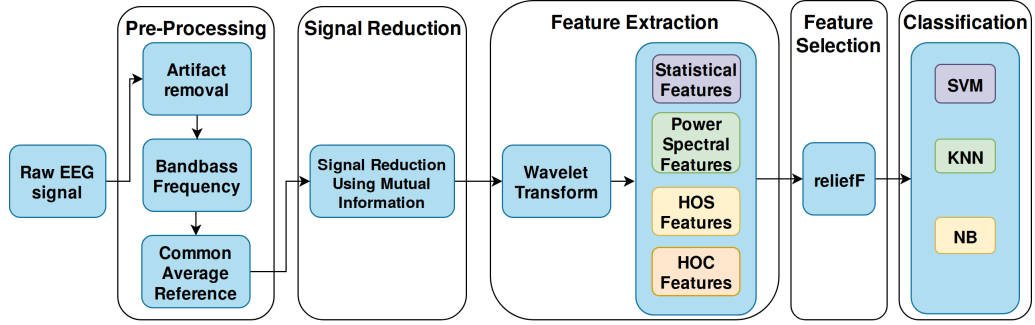 Pre-Processing
Signal Reduction
Feature Extraction
Feature
Selection
Classification
Raw EEG
signal
Artifact
removal
Bandbass
Frequency
Common
Average
Reference
Signal Reduction
Using Mutual
Information
Wavelet
Transform
Statistical
Features
Power
Spectral
Features
HOS
Features
HOC
Features
reliefF
SVM
KNN
NB